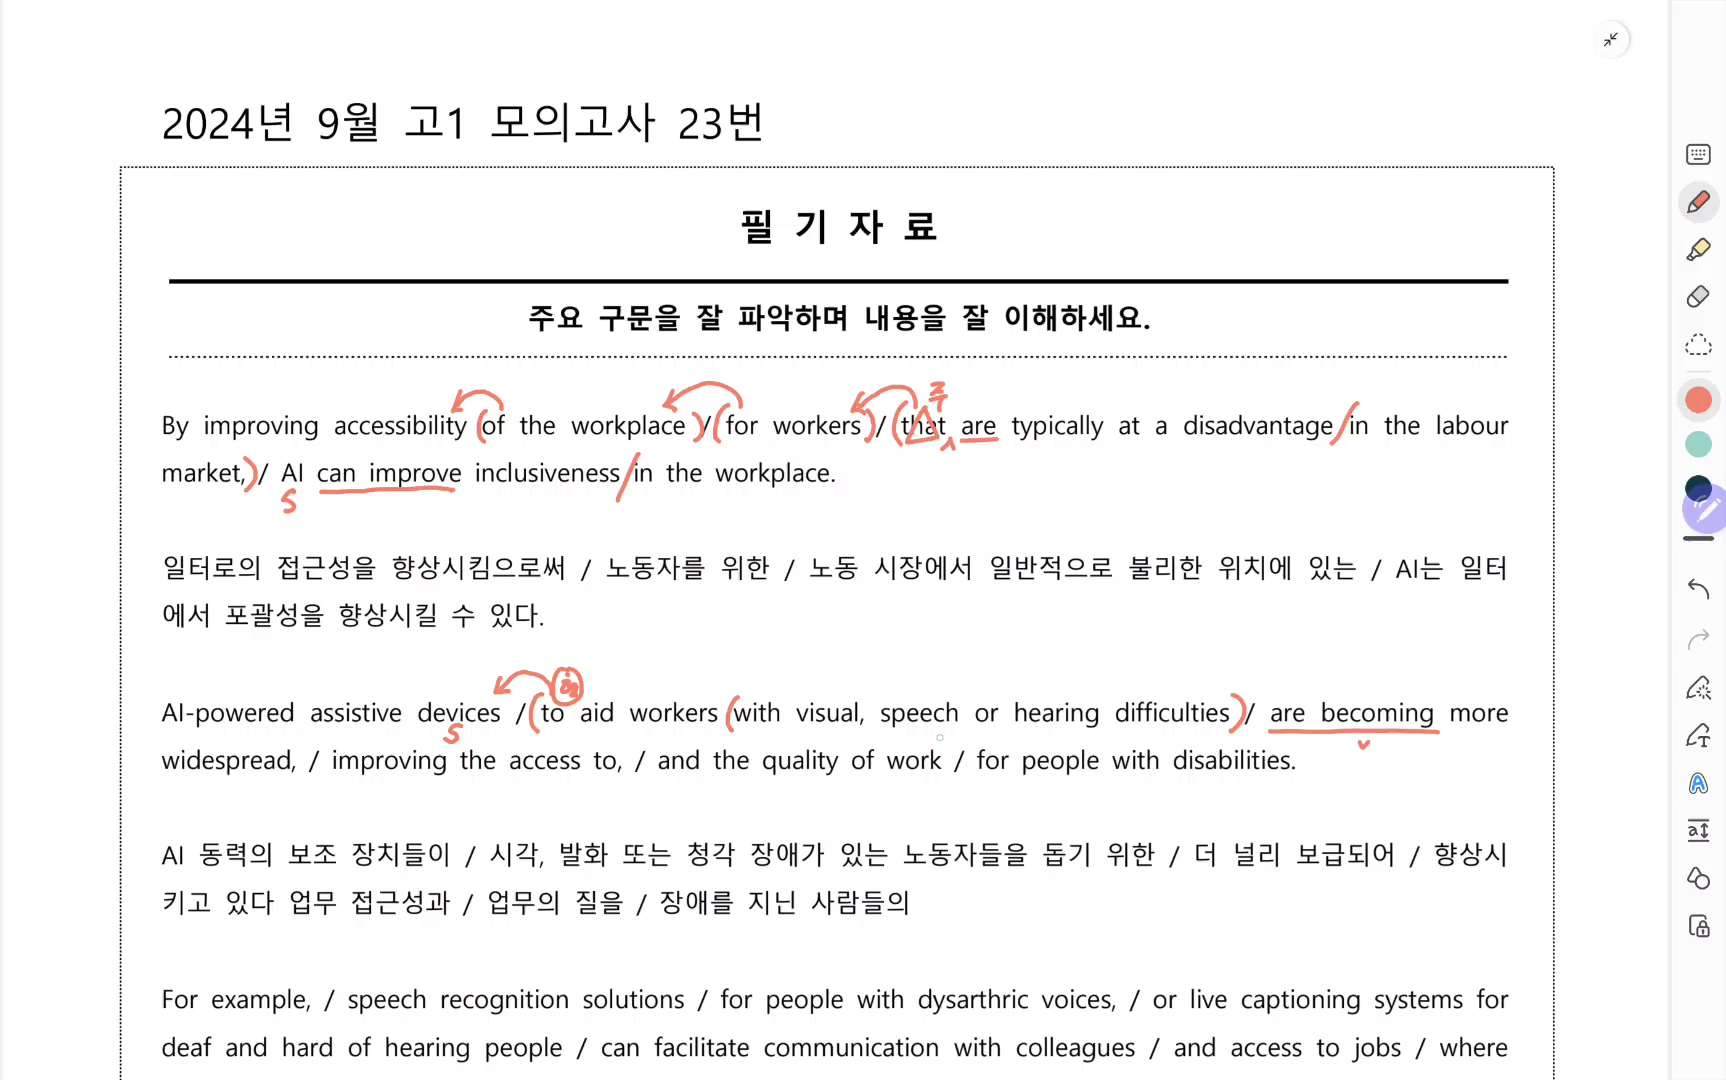 2024년 9월 고1 모의고사 23번
필 기 자 료
주요 구문을 잘 파악하며 내용을 잘 이해하세요.
주
By improving accessibility (of the workplace )/(for workers )/ (that are typically at a disadvantage/in the labour
market,)/ AI can improve inclusiveness/in the workplace.
S
일터로의 접근성을 향상시킴으로써 / 노동자를 위한 / 노동 시장에서 일반적으로 불리한 위치에 있는 / AI는 일터
에서 포괄성을 향상시킬 수 있다.
AI-powered assistive devices /(to aid workers (with visual, speech or hearing difficulties)/ are becoming more
S v
widespread, / improving the access to, / and the quality of work / for people with disabilities.
AI 동력의 보조 장치들이 / 시각, 발화 또는 청각 장애가 있는 노동자들을 돕기 위한 / 더 널리 보급되어 / 향상시
키고 있다 업무 접근성과 / 업무의 질을 / 장애를 지닌 사람들의
For example, / speech recognition solutions / for people with dysarthric voices, / or live captioning systems for
deaf and hard of hearing people / can facilitate communication with colleagues / and access to jobs / where